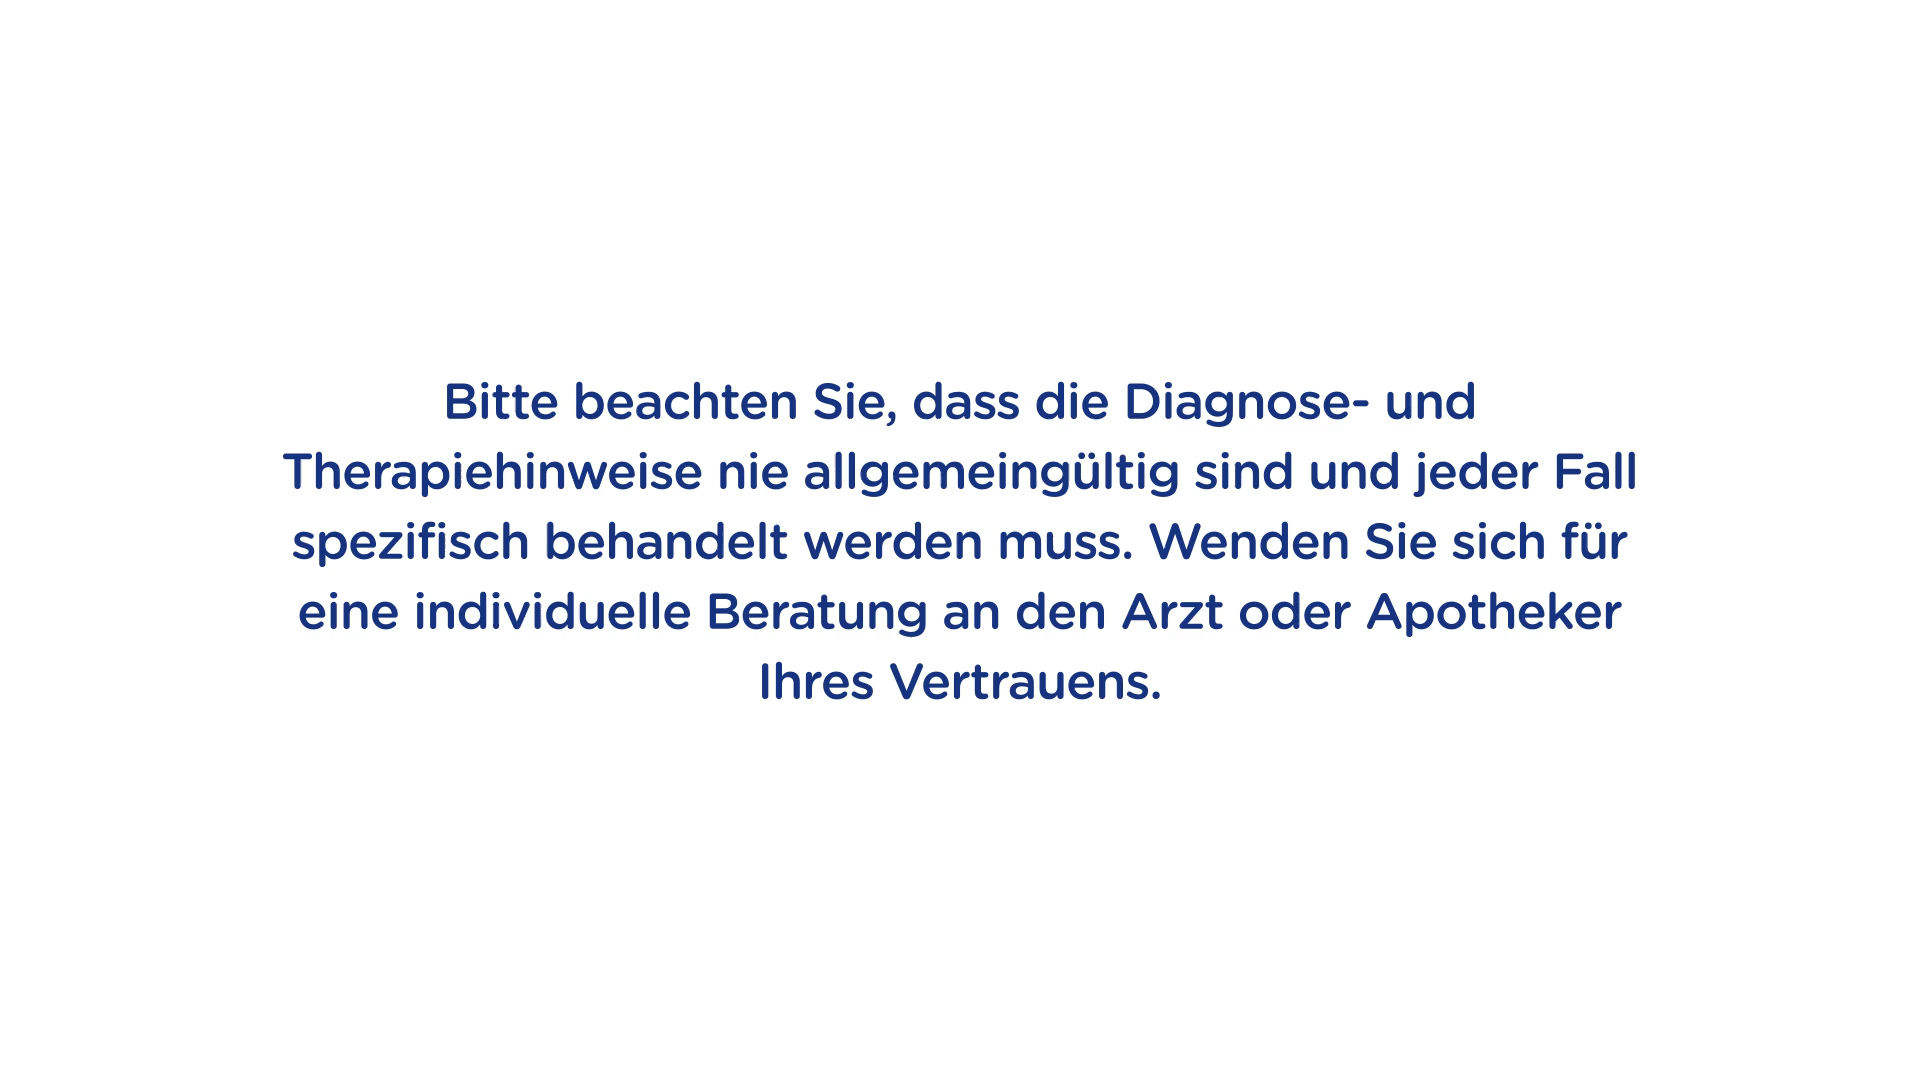 Bitte beachten Sie, dass die Diagnose- und
Therapiehinweise nie allgemeingültig sind und jeder Fall
spezifisch behandelt werden muss. Wenden Sie sich für
eine individuelle Beratung an den Arzt oder Apotheker
Ihres Vertrauens.